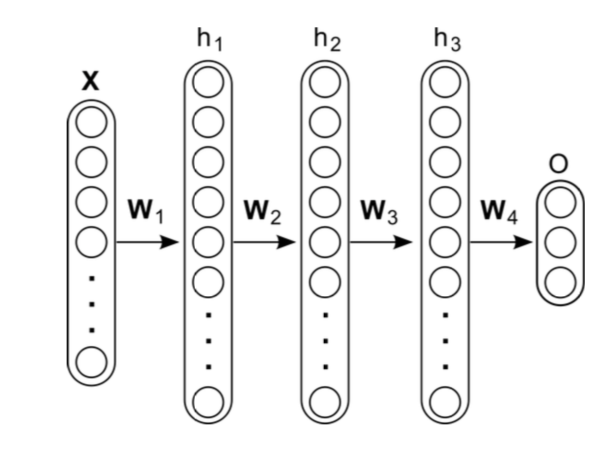 X
h₁
h₂
h₃
O
W₁
W₂
W₃
W₄